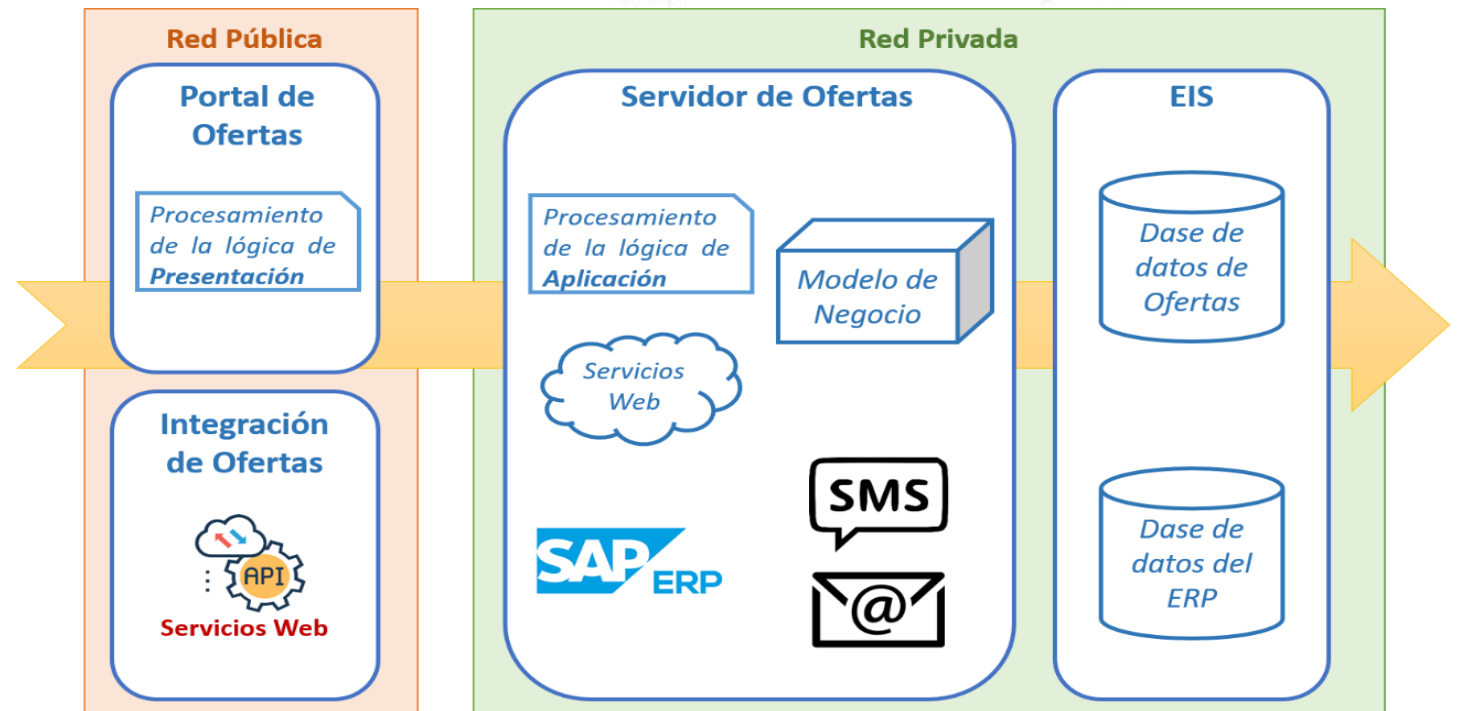 Red Pública
Portal de
Ofertas
Procesamiento
de la lógica de
Presentación
Integración
de Ofertas
API
Servicios Web
Red Privada
Servidor de Ofertas
Procesamiento
de la lógica de
Aplicación
Modelo de
Negocio
Servicios
Web
SAP
ERP
SMS
@
EIS
Dase de
datos de
Ofertas
Dase de
datos del
ERP